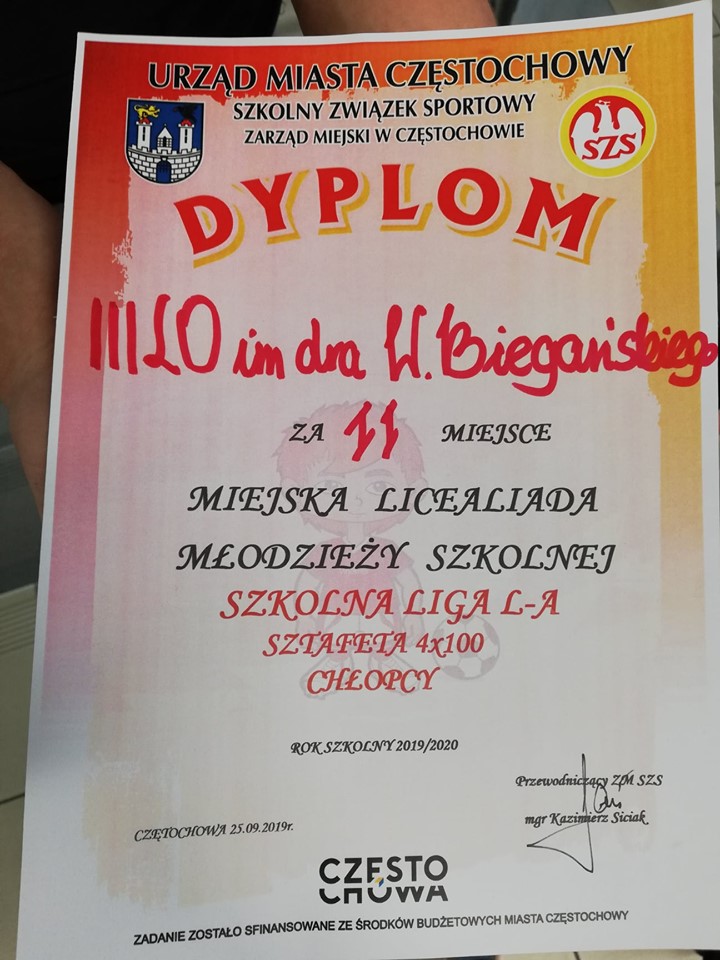 URZĄD MIASTA CZĘSTOCHOWY
SZKOLNY ZWIĄZEK SPORTOWY
ZARZĄD MIEJSKI W CZĘSTOCHOWIE
SZS
DYPLOM
III LO im dra W. Biegańskiego
ZA 11 MIEJSCE
MIEJSKA LICEALIADA
MŁODZIEŻY SZKOLNEJ
SZKOLNA LIGA L-A
SZTAFETA 4x100
CHŁOPCY
ROK SZKOLNY 2019/2020
Przewodniczący ZM SZS
mgr Kazimierz Siciak
CZĘTOCHOWA 25.09.2019r.
CZĘSTO
CHOWA
ZADANIE ZOSTAŁO SFINANSOWANE ZE ŚRODKÓW BUDŻETOWYCH MIASTA CZĘSTOCHOWY